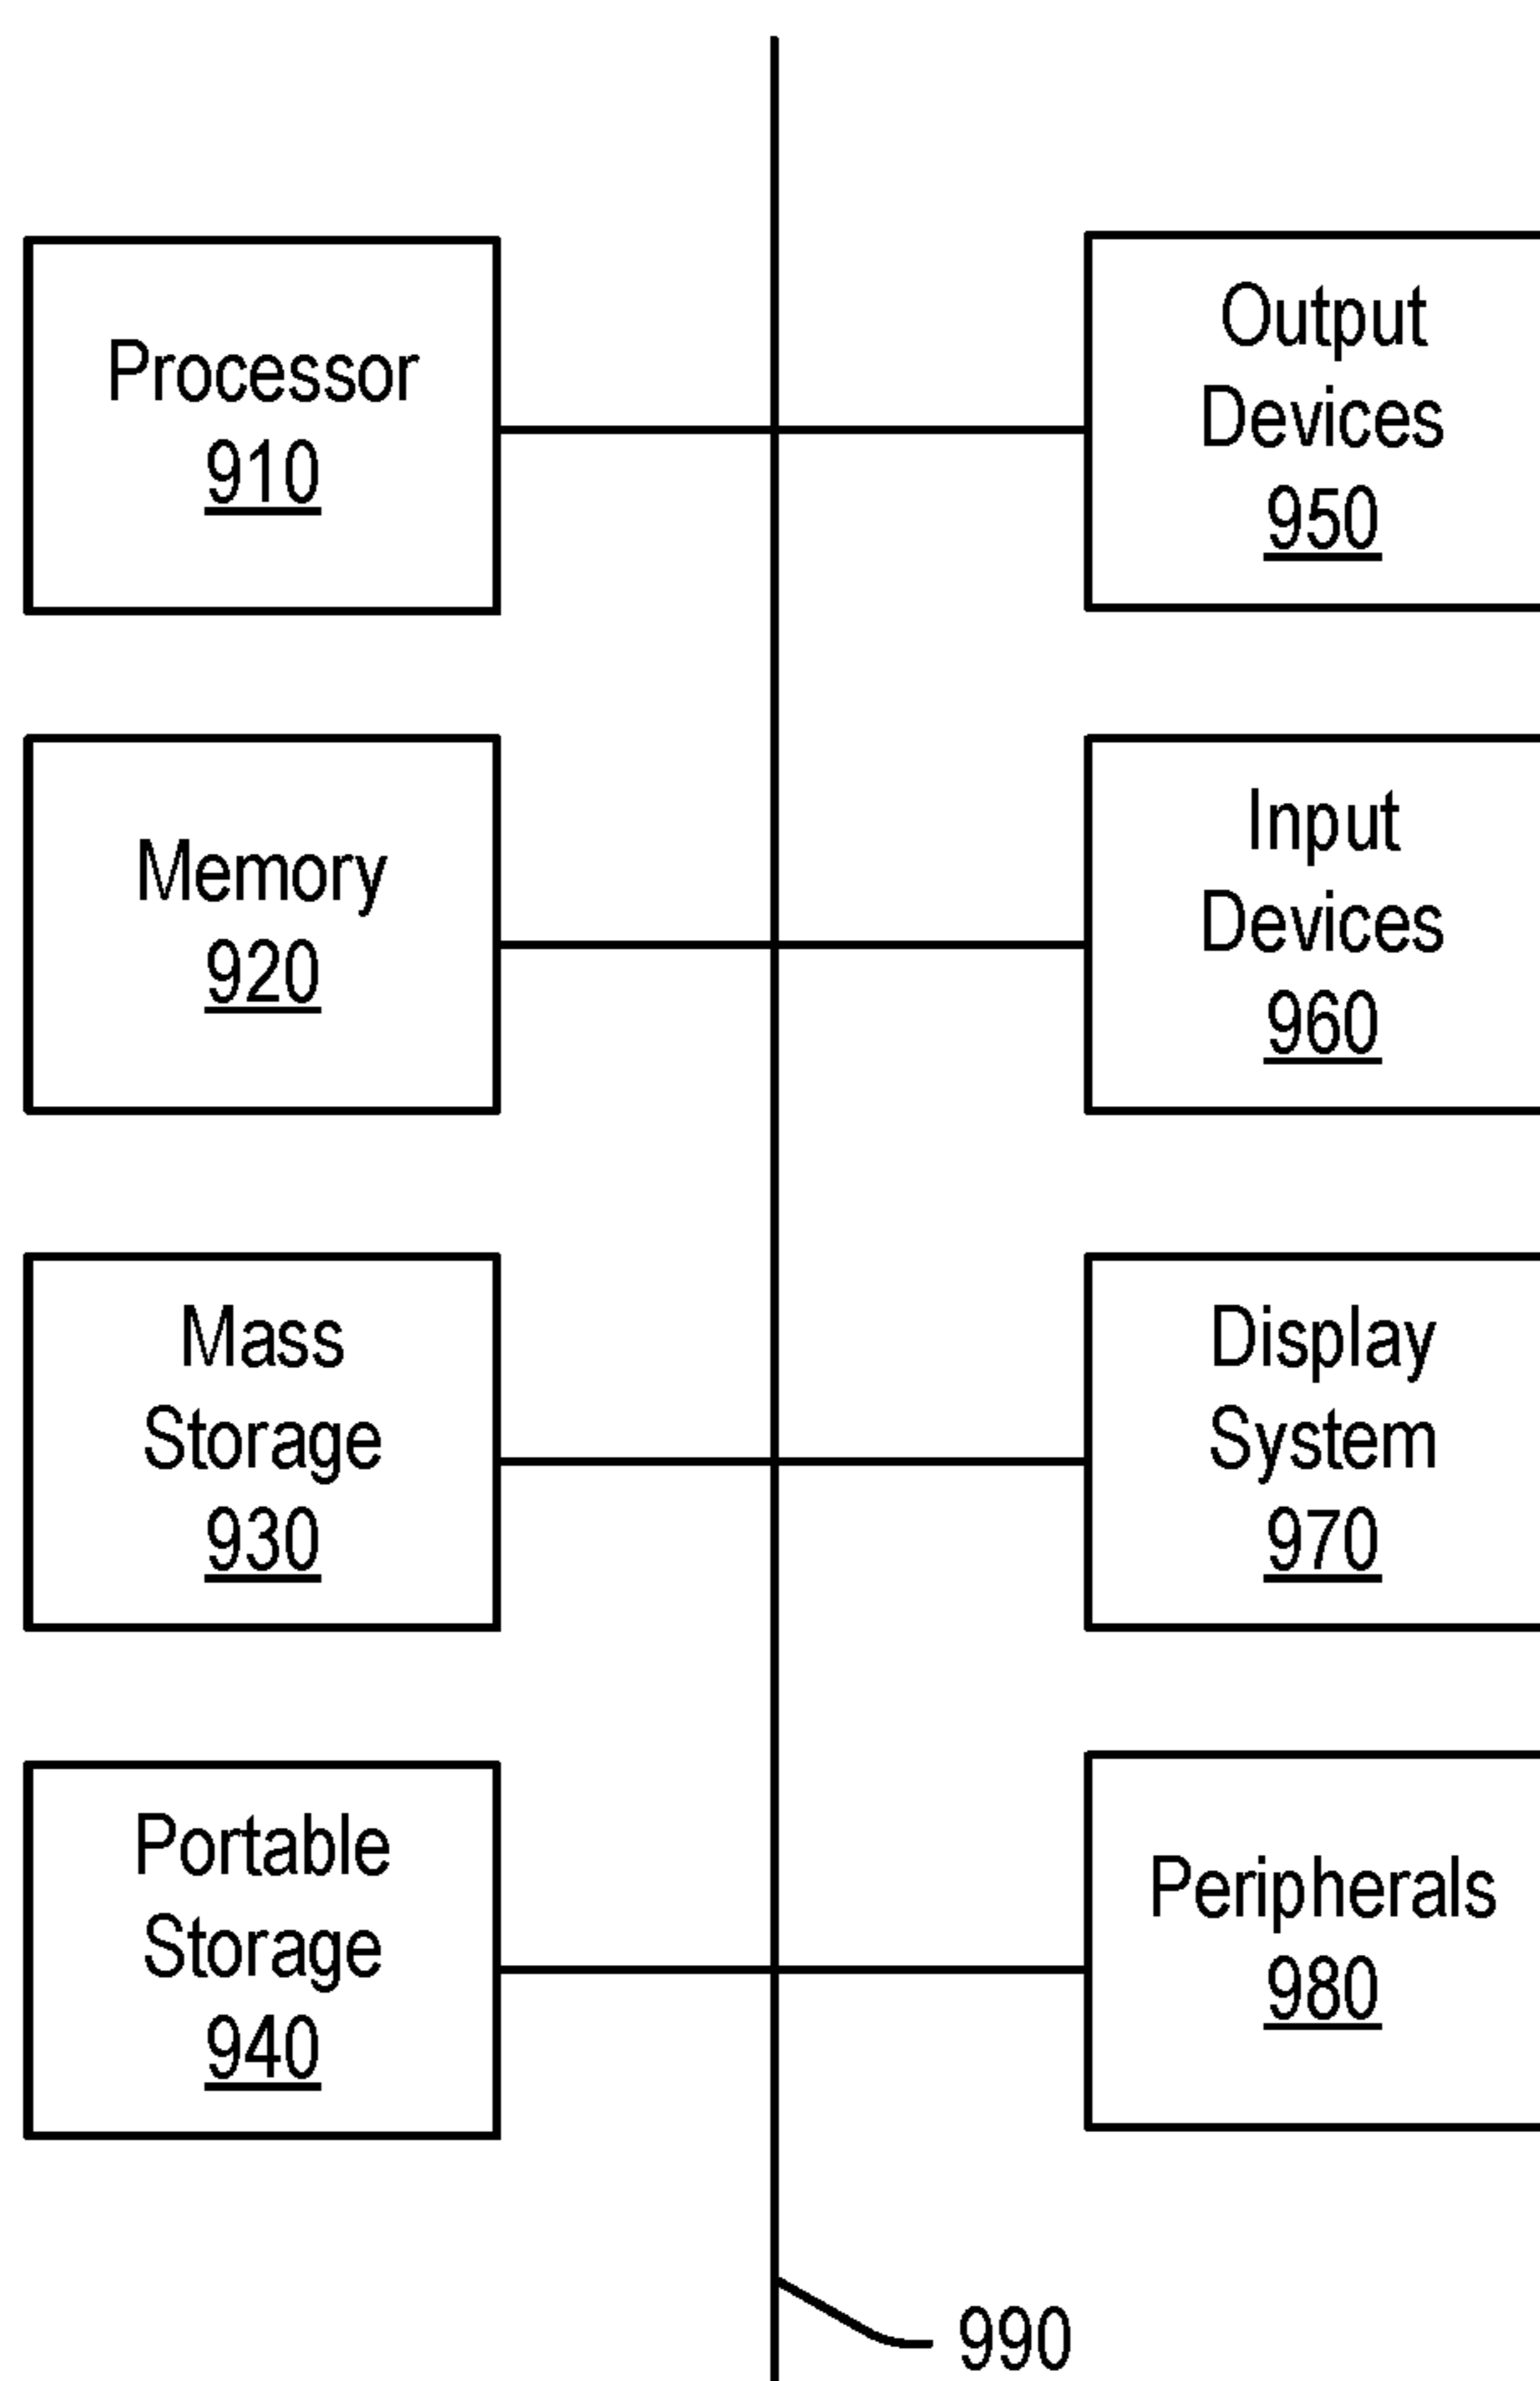 Processor
910
Output
Devices
950
Memory
920
Input
Devices
960
Mass
Storage
930
Display
System
970
Portable
Storage
940
Peripherals
980
990